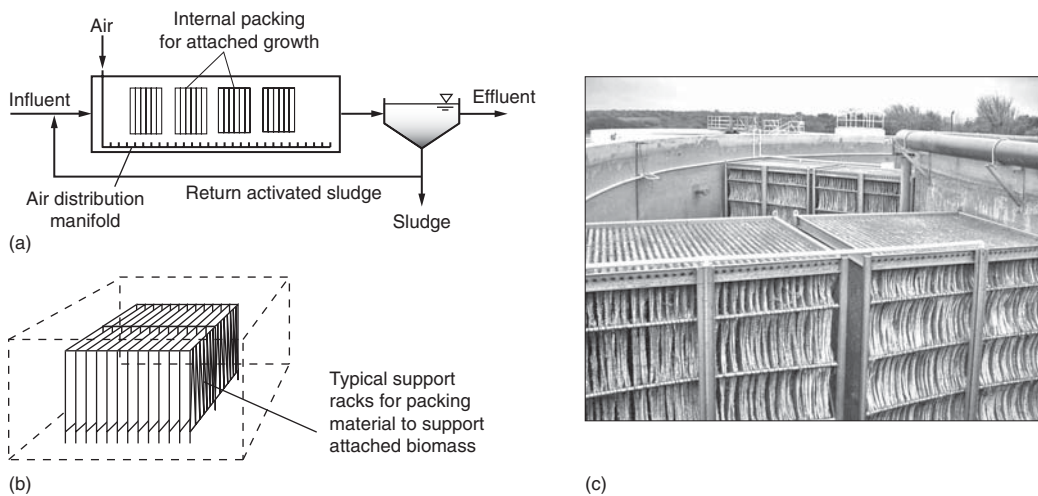 Air
Internal packing
for attached growth
Influent
Effluent
Return activated sludge
Air distribution
manifold
Sludge
(a)
Typical support
racks for packing
material to support
attached biomass
(b)
(c)